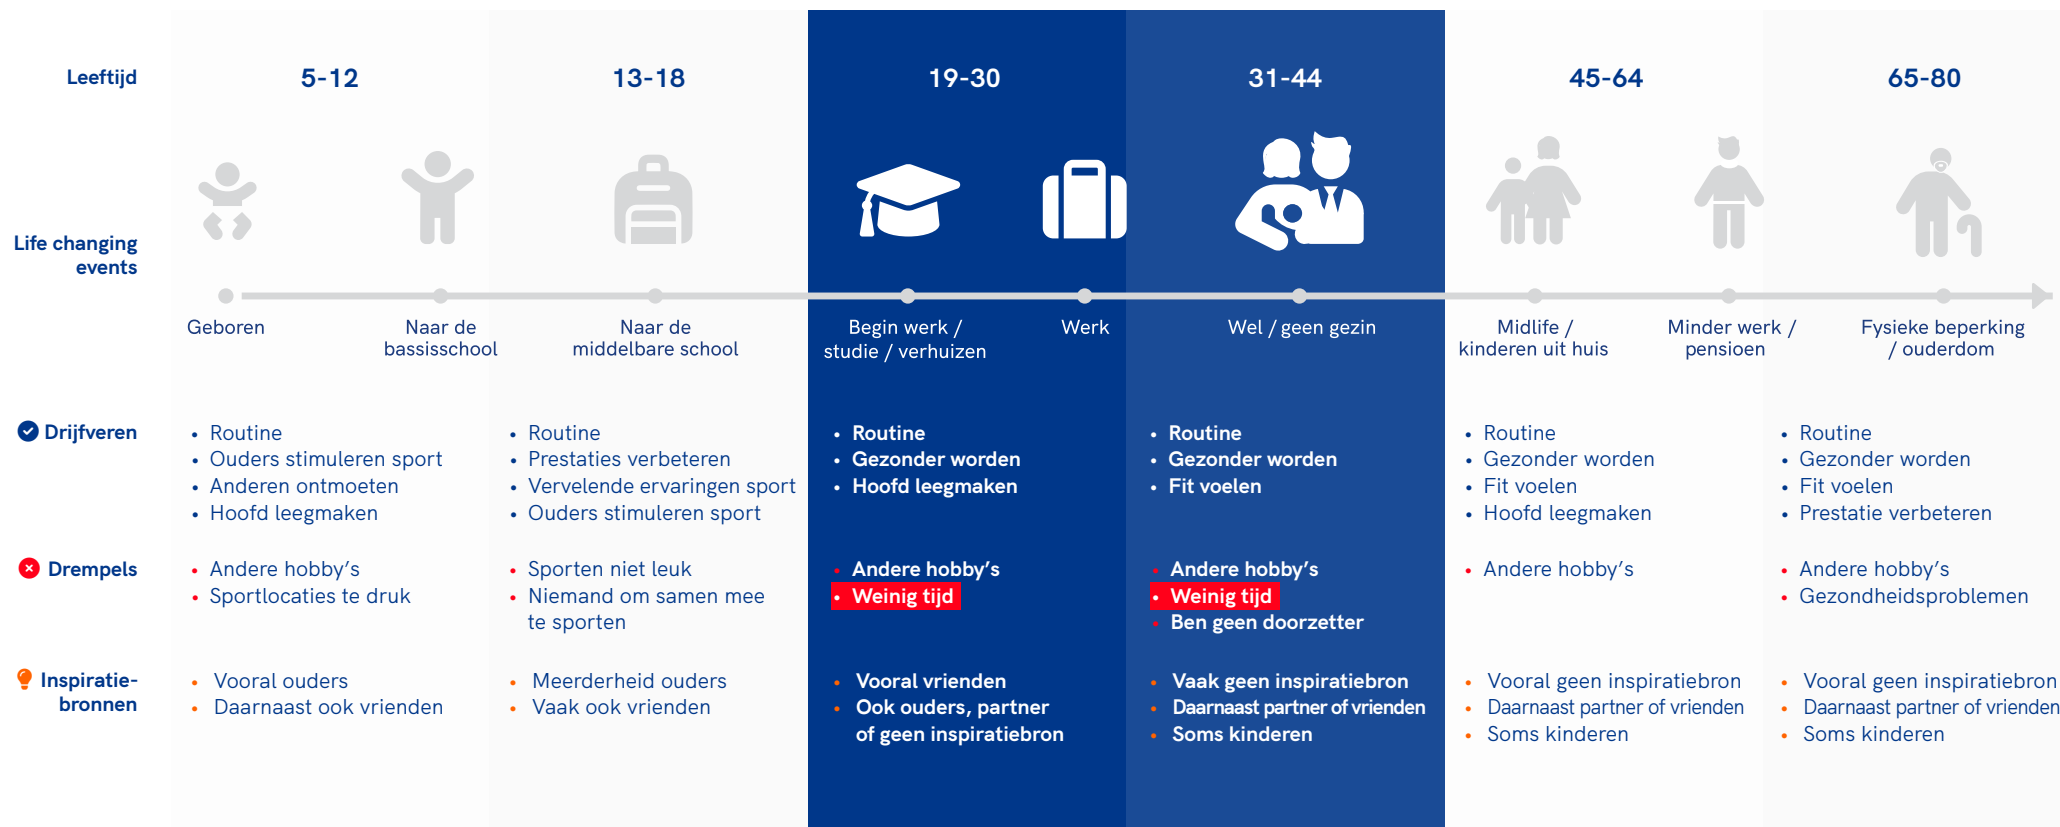 Leeftijd
5-12
13-18
19-30
31-44
45-64
65-80
Life changing
events
Geboren
Naar de
bassisschool
Naar de
middelbare school
Begin werk /
studie / verhuizen
Werk
Wel / geen gezin
Midlife /
kinderen uit huis
Minder werk /
pensioen
Fysieke beperking
/ ouderdom
Drijfveren
• Routine
• Ouders stimuleren sport
• Anderen ontmoeten
• Hoofd leegmaken
• Routine
• Prestaties verbeteren
• Vervelende ervaringen sport
• Ouders stimuleren sport
• Routine
• Gezonder worden
• Hoofd leegmaken
• Routine
• Gezonder worden
• Fit voelen
• Routine
• Gezonder worden
• Fit voelen
• Hoofd leegmaken
• Routine
• Gezonder worden
• Fit voelen
• Prestatie verbeteren
Drempels
• Andere hobby's
• Sportlocaties te druk
• Sporten niet leuk
• Niemand om samen mee
te sporten
• Andere hobby's
• Weinig tijd
• Andere hobby's
• Weinig tijd
• Ben geen doorzetter
• Andere hobby's
• Andere hobby's
• Gezondheidsproblemen
Inspiratie-
bronnen
• Vooral ouders
• Daarnaast ook vrienden
• Meerderheid ouders
• Vaak ook vrienden
• Vooral vrienden
• Ook ouders, partner
of geen inspiratiebron
• Vaak geen inspiratiebron
• Daarnaast partner of vrienden
• Soms kinderen
• Vooral geen inspiratiebron
• Daarnaast partner of vrienden
• Soms kinderen
• Vooral geen inspiratiebron
• Daarnaast partner of vrienden
• Soms kinderen